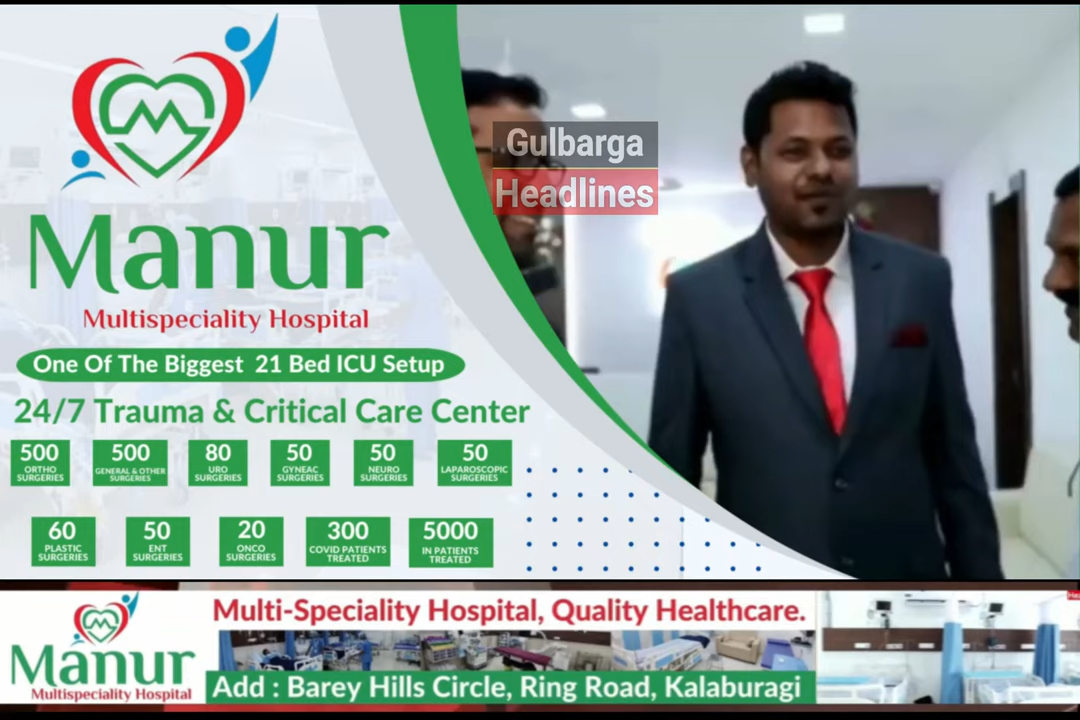 Gulbarga
Headlines
Manur
Multispeciality Hospital
One Of The Biggest 21 Bed ICU Setup
24/7 Trauma & Critical Care Center
500
ORTHO
SURGERIES
500
GENERAL & OTHER
SURGERIES
80
URO
SURGERIES
50
GYNEAC
SURGERIES
50
NEURO
SURGERIES
50
LAPAROSCOPIC
SURGERIES
60
PLASTIC
SURGERIES
50
ENT
SURGERIES
20
ONCO
SURGERIES
300
COVID PATIENTS
TREATED
5000
IN PATIENTS
TREATED
Manur
Multispeciality Hospital
Multi-Speciality Hospital, Quality Healthcare.
Add : Barey Hills Circle, Ring Road, Kalaburagi